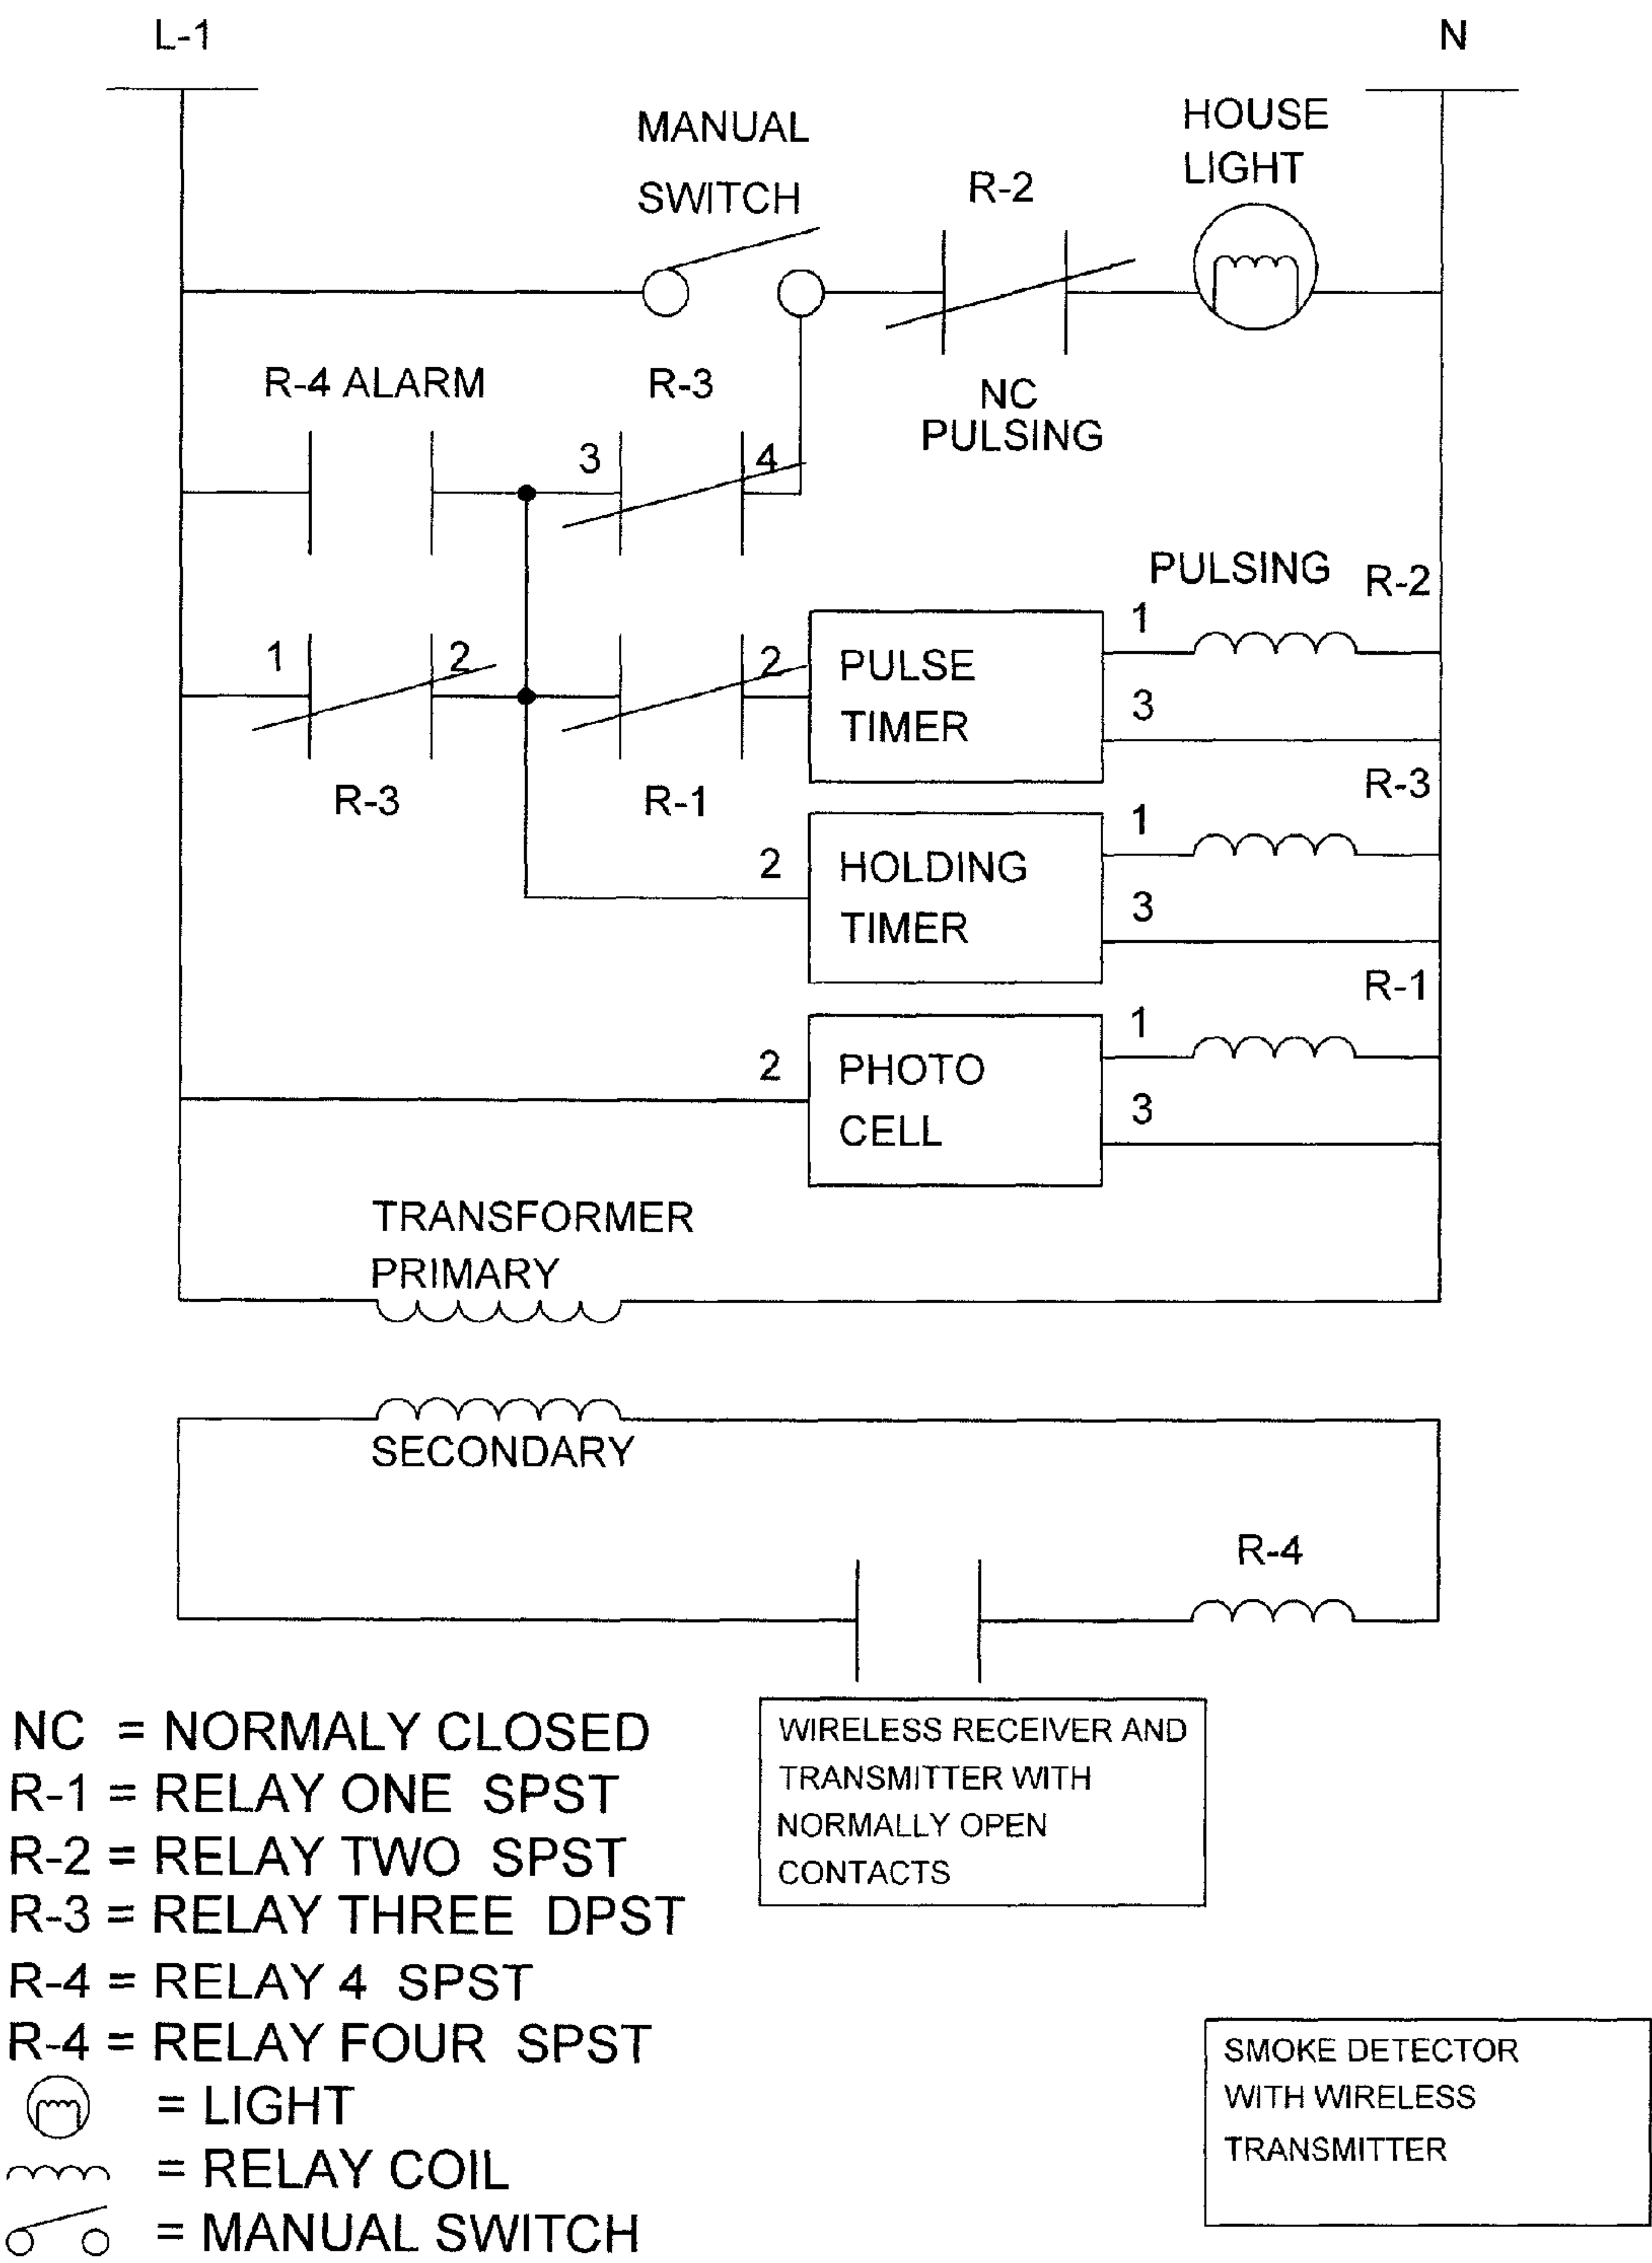 L-1
N
MANUAL
SWITCH
HOUSE
LIGHT
R-2
NC
PULSING
R-4 ALARM
R-3
3
4
PULSING
R-2
1
2
2
PULSE
TIMER
1
3
R-3
R-1
R-3
2
HOLDING
TIMER
1
3
R-1
2
PHOTO
CELL
1
3
TRANSFORMER
PRIMARY
SECONDARY
R-4
NC = NORMALY CLOSED
R-1 = RELAY ONE SPST
R-2 = RELAY TWO SPST
R-3 = RELAY THREE DPST
R-4 = RELAY 4 SPST
R-4 = RELAY FOUR SPST
= LIGHT
= RELAY COIL
= MANUAL SWITCH
WIRELESS RECEIVER AND
TRANSMITTER WITH
NORMALLY OPEN
CONTACTS
SMOKE DETECTOR
WITH WIRELESS
TRANSMITTER